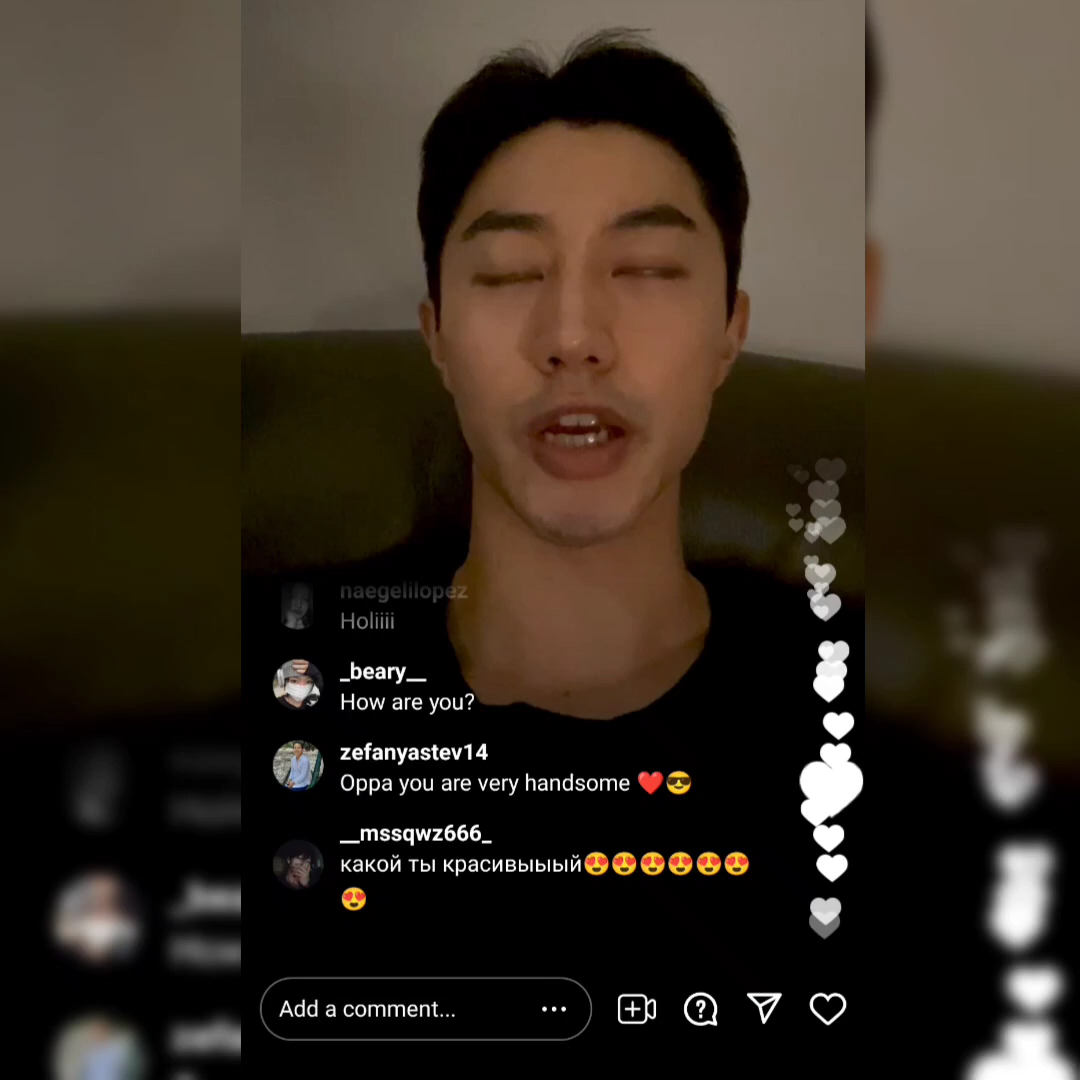 naegelilopez
Holiiii
_beary__
How are you?
zefanyastev14
Oppa you are very handsome ❤️😎
__mssqwz666_
какой ты красивыыый😍😍😍😍😍😍
😍
Add a comment...